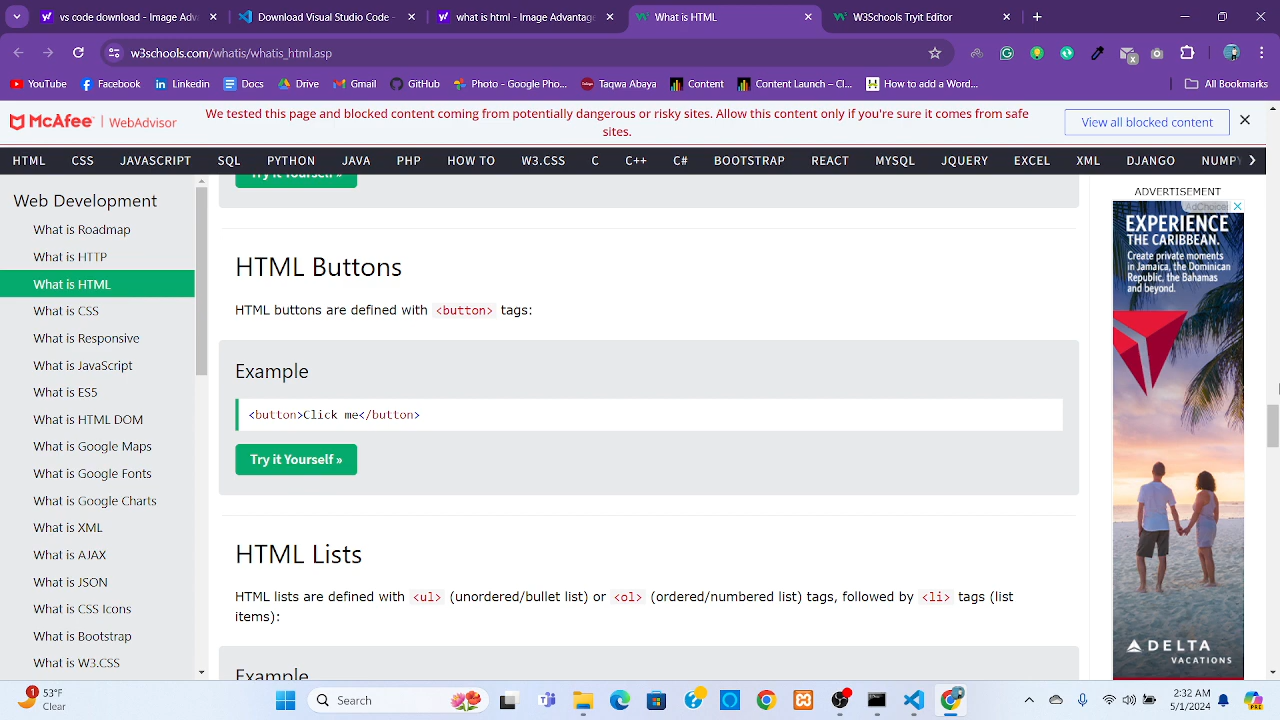 what is html - Image Advantag
Download Visual Studio Code -
what is html - Image Advantag
What is HTML
W3Schools Tryit Editor
w3schools.com/whatis/whatis_html.asp
YouTube
Facebook
Linkedin
Docs
Drive
Gmail
GitHub
Photo - Google Pho...
Taqwa Abaya
Content
Content Launch – Cl...
How to add a Word...
All Bookmarks
McAfee | WebAdvisor
We tested this page and blocked content coming from potentially dangerous or risky sites. Allow this content only if you're sure it comes from safe
sites.
View all blocked content
HTML CSS JAVASCRIPT SQL PYTHON JAVA PHP HOW TO W3.CSS C C++ C# BOOTSTRAP REACT MYSQL JQUERY EXCEL XML DJANGO NUMPY
Web Development
What is Roadmap
What is HTTP
What is HTML
What is CSS
What is Responsive
What is JavaScript
What is ES5
What is HTML DOM
What is Google Maps
What is Google Fonts
What is Google Charts
What is XML
What is AJAX
What is JSON
What is CSS Icons
What is Bootstrap
What is W3.CSS
Try it Yourself »
HTML Buttons
HTML buttons are defined with <button> tags:
Example
<button>Click me</button>
Try it Yourself »
HTML Lists
HTML lists are defined with <ul> (unordered/bullet list) or <ol> (ordered/numbered list) tags, followed by <li> tags (list
items):
Example
ADVERTISEMENT
AdChoices
EXPERIENCE
THE CARIBBEAN.
Create private moments
in Jamaica, the Dominican
Republic, the Bahamas
and beyond.
DELTA
VACATIONS
1
53°F
Clear
Search
2:32 AM
5/1/2024
PRE